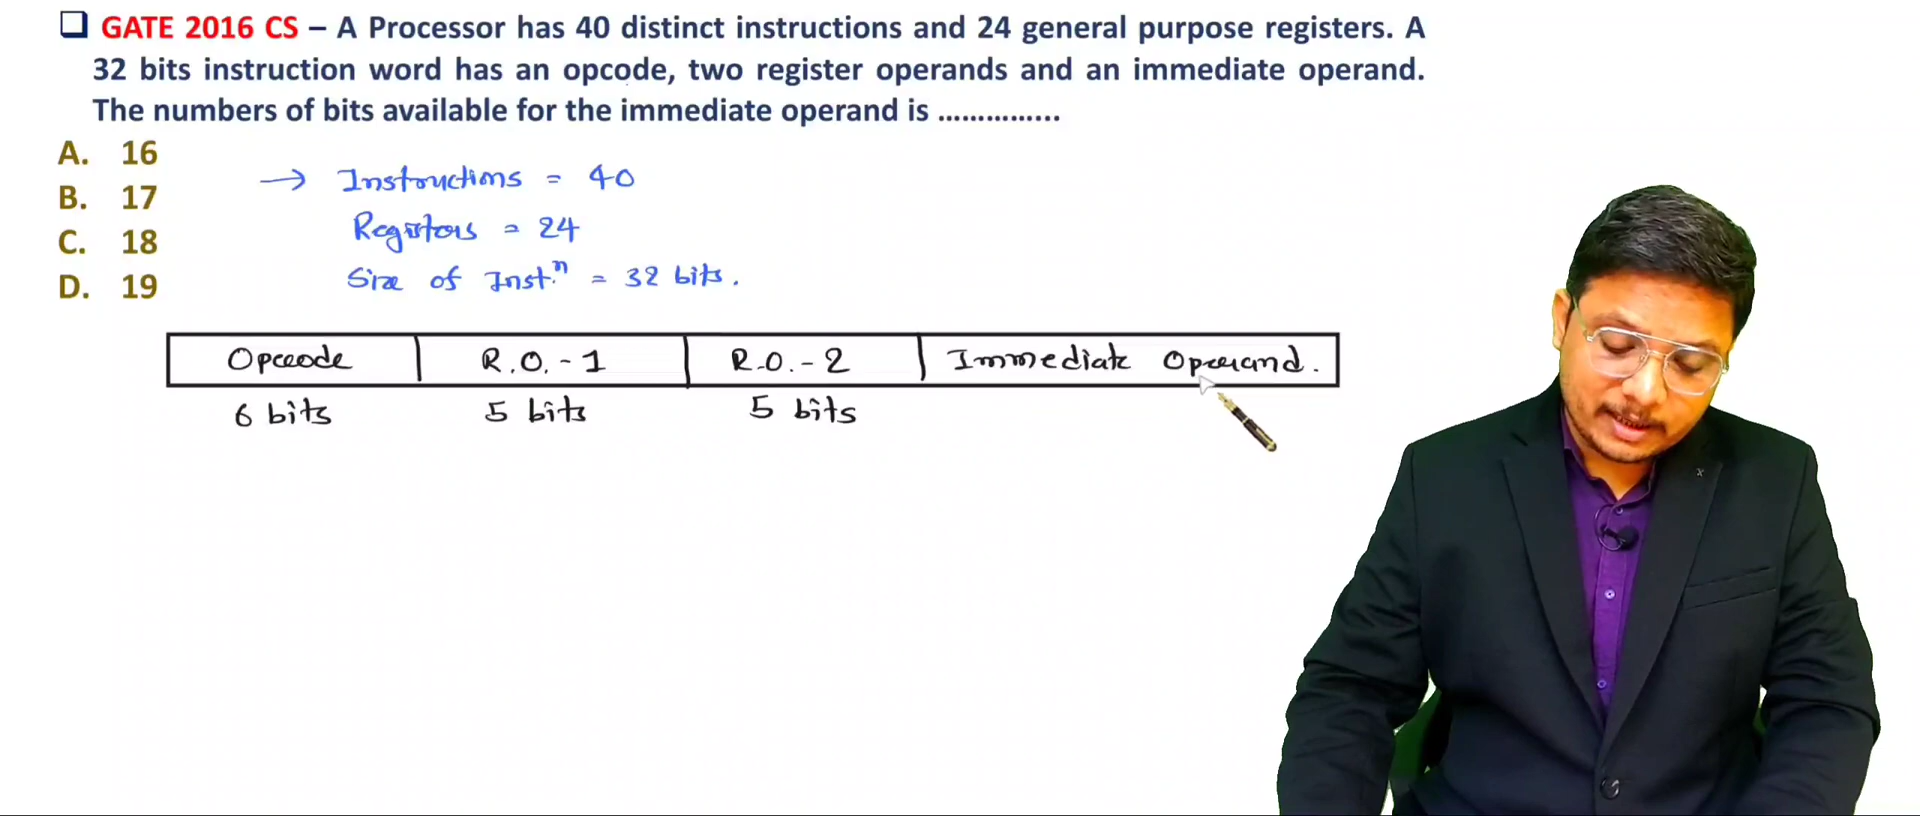 ❑ GATE 2016 CS – A Processor has 40 distinct instructions and 24 general purpose registers. A
32 bits instruction word has an opcode, two register operands and an immediate operand.
The numbers of bits available for the immediate operand is ……………
A. 16
B. 17
C. 18
D. 19
→ Instructions = 40
Registors = 24
Size of Inst.ⁿ = 32 bits.
Opcode R.O.-1 R.O.-2 Immediate Operand.
6 bits 5 bits 5 bits